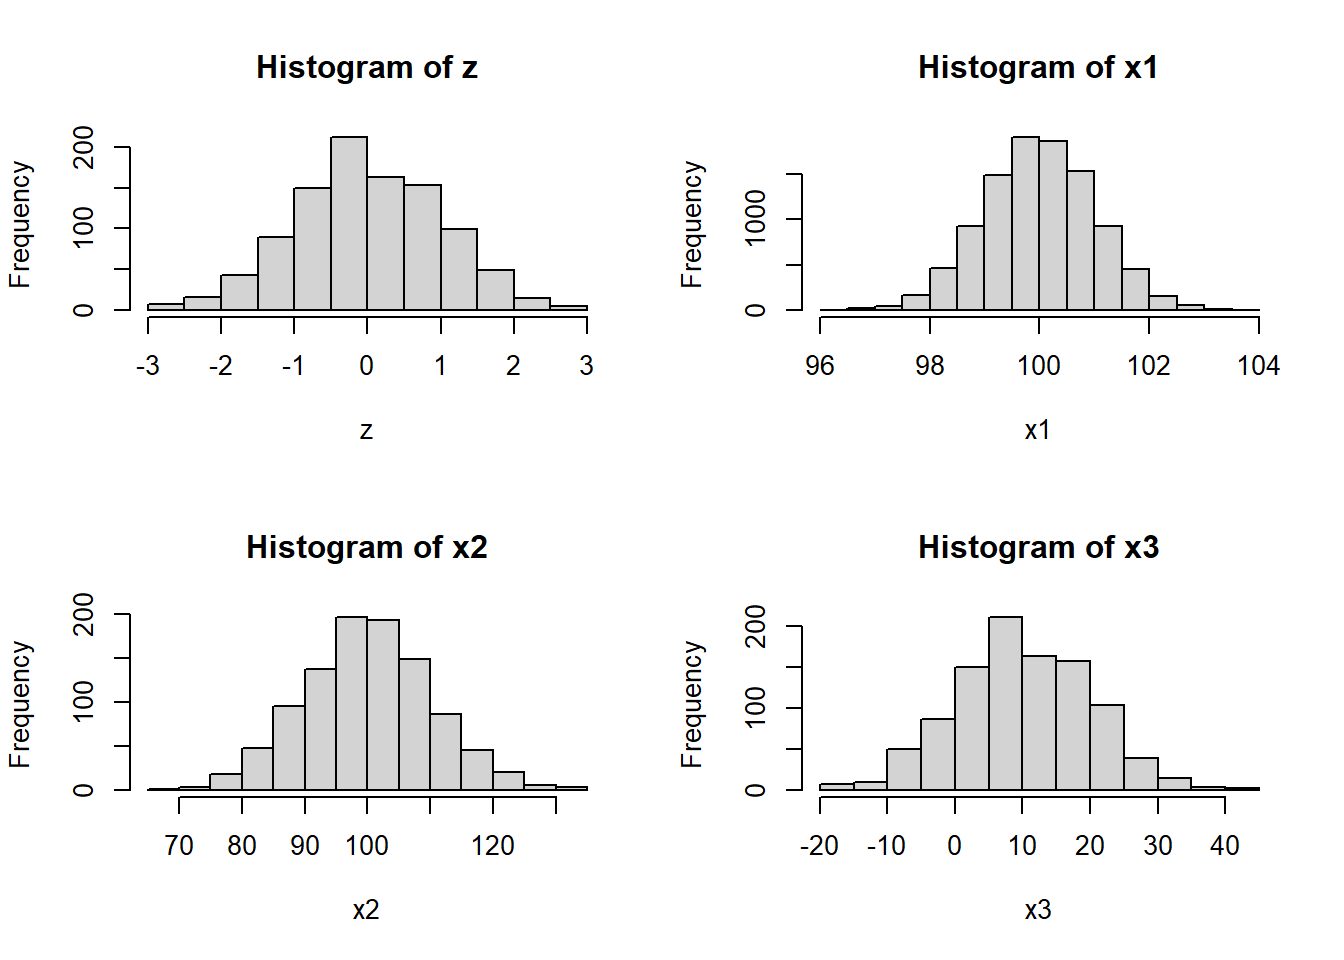 Histogram of z
Frequency
0
100
200
-3 -2 -1 0 1 2 3
z
Histogram of x1
Frequency
0
1000
96 98 100 102 104
x1
Histogram of x2
Frequency
0
100
200
70 80 90 100 120
x2
Histogram of x3
Frequency
0
100
200
-20 -10 0 10 20 30 40
x3